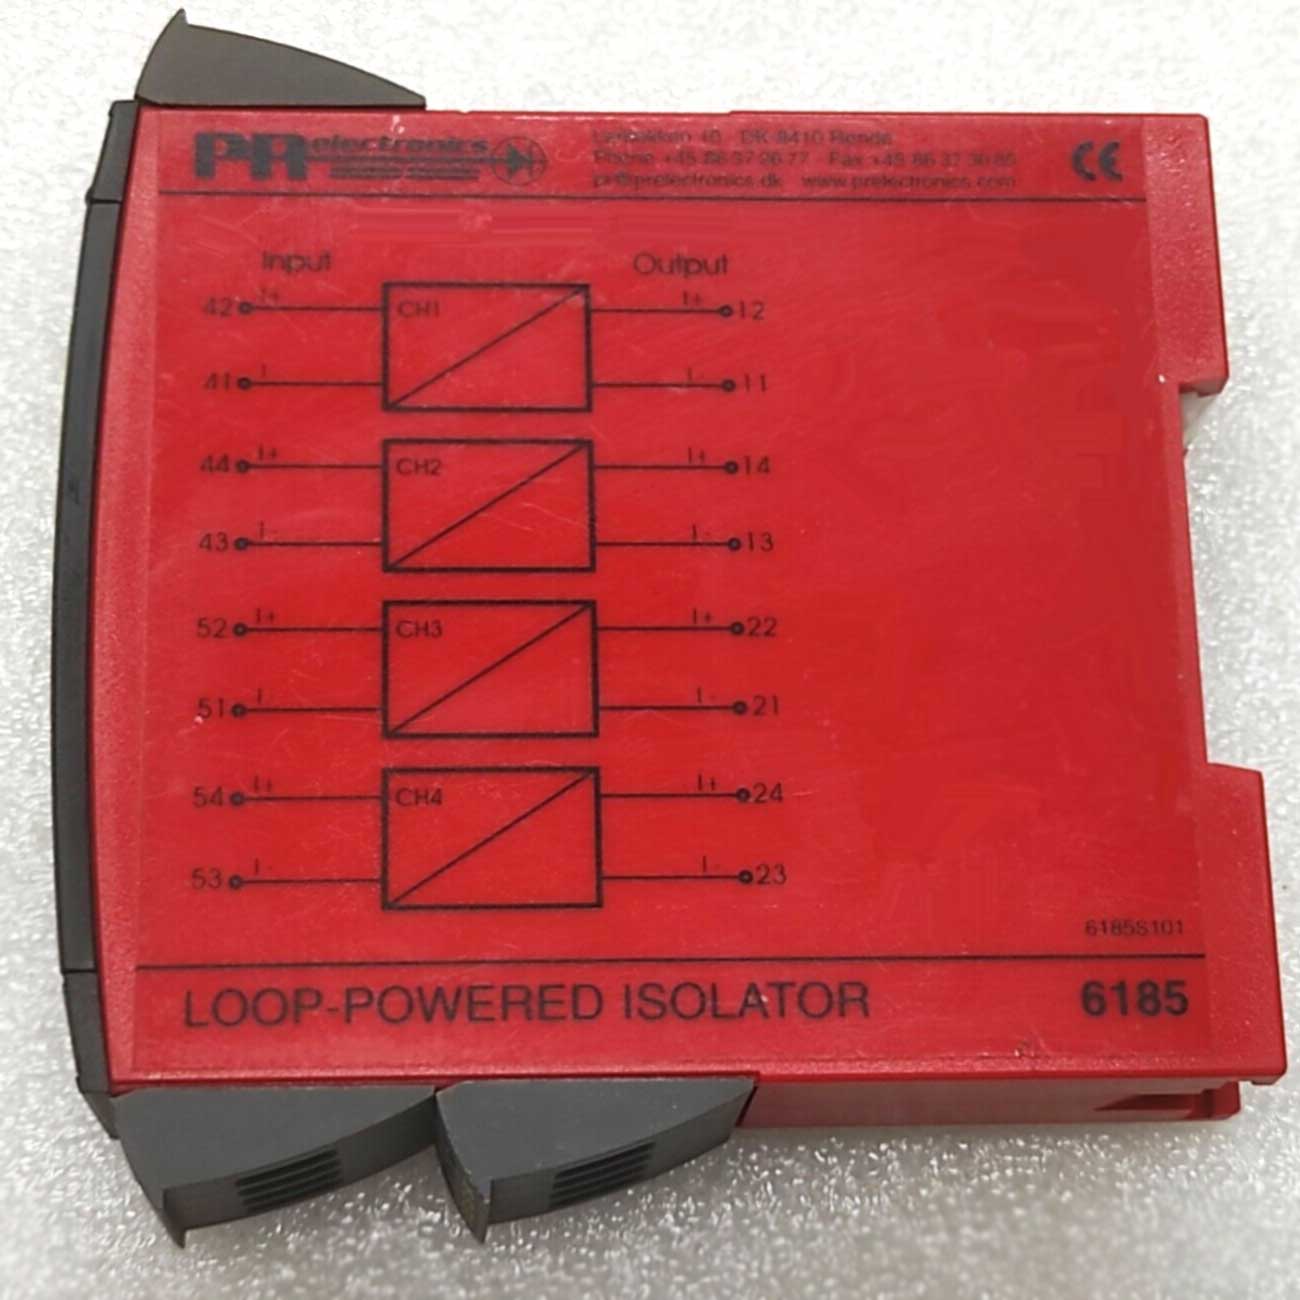 PR electronics
Lerbakken 10 DK-8410 Rønde
Phone +45 86 37 26 77 Fax +45 86 37 30 85
pr@prelectronics.dk www.prelectronics.com
CE
Input Output
42 I+ CH1 I+ 12
41 I- I- 11
44 I+ CH2 I+ 14
43 I- I- 13
52 I+ CH3 I+ 22
51 I- I- 21
54 I+ CH4 I+ 24
53 I- I- 23
6185S101
LOOP-POWERED ISOLATOR 6185